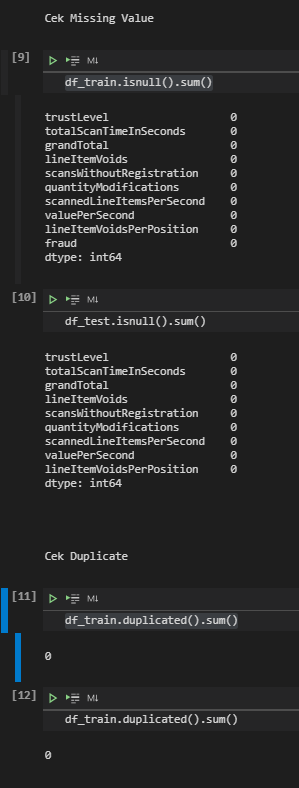 Cek Missing Value
[9]
M↓
df_train.isnull().sum()
trustLevel 0
totalScanTimeInSeconds 0
grandTotal 0
lineItemVoids 0
scansWithoutRegistration 0
quantityModifications 0
scannedLineItemsPerSecond 0
valuePerSecond 0
lineItemVoidsPerPosition 0
fraud 0
dtype: int64
[10]
M↓
df_test.isnull().sum()
trustLevel 0
totalScanTimeInSeconds 0
grandTotal 0
lineItemVoids 0
scansWithoutRegistration 0
quantityModifications 0
scannedLineItemsPerSecond 0
valuePerSecond 0
lineItemVoidsPerPosition 0
dtype: int64
Cek Duplicate
[11]
M↓
df_train.duplicated().sum()
0
[12]
M↓
df_train.duplicated().sum()
0